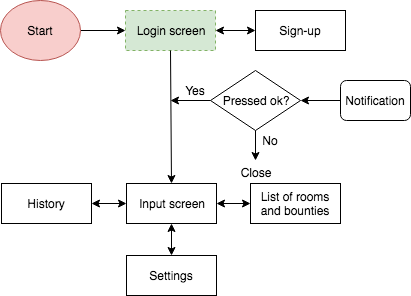 Start
Login screen
Sign-up
Yes
Pressed ok?
Notification
No
Close
History
Input screen
List of rooms
and bounties
Settings